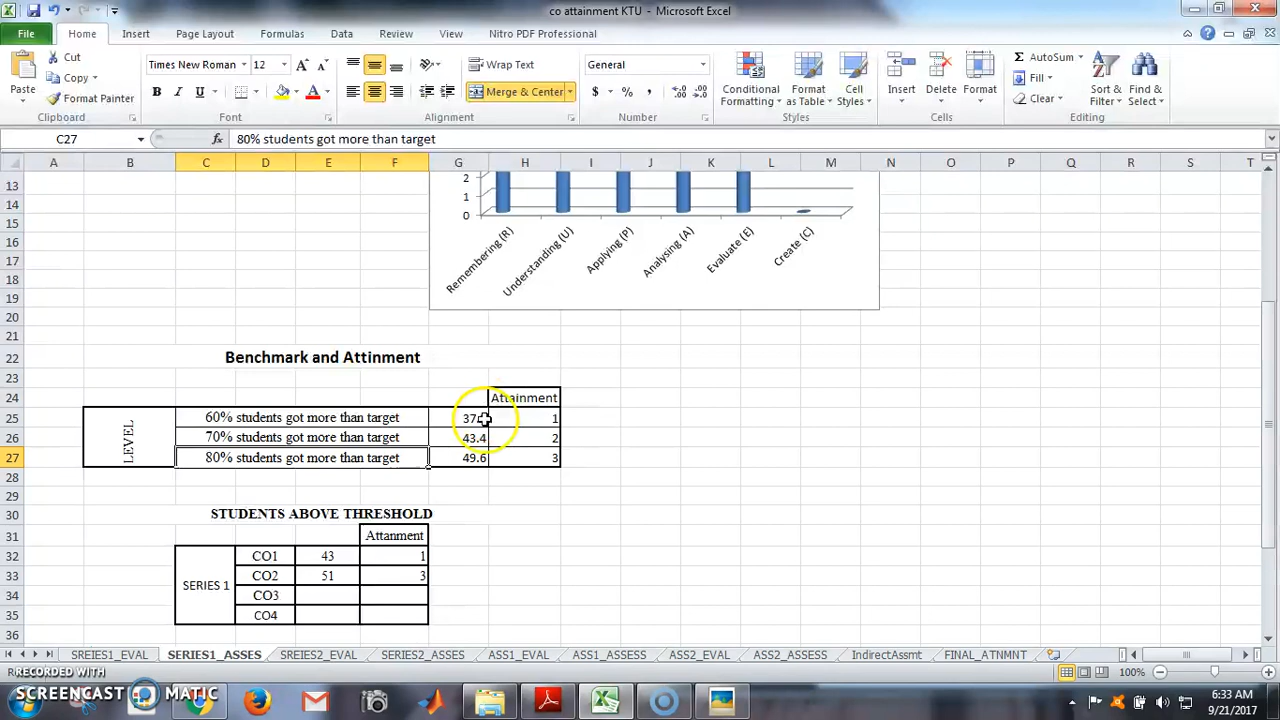 co attainment KTU - Microsoft Excel
File Home Insert Page Layout Formulas Data Review View Nitro PDF Professional
Cut
Copy
Format Painter
Paste
Clipboard
Times New Roman 12
B I U
Font
Wrap Text
Merge & Center
Alignment
General
$ % ,
Number
Conditional Formatting
Format as Table
Cell Styles
Styles
Insert
Delete
Format
Cells
AutoSum
Fill
Clear
Sort & Filter
Find & Select
Editing
C27 fx 80% students got more than target
A B C D E F G H I J K L M N O P Q R S T
13
14
15
16
17
18
19
20
21
22
23
24
25
26
27
28
29
30
31
32
33
34
35
36
2
1
0
Remembering (R)
Understanding (U)
Applying (P)
Analysing (A)
Evaluate (E)
Create (C)
Benchmark and Attinment
Attainment
LEVEL
60% students got more than target 37. 1
70% students got more than target 43.4 2
80% students got more than target 49.6 3
STUDENTS ABOVE THRESHOLD
Attanment
SERIES 1
CO1 43 1
CO2 51 3
CO3
CO4
SREIES1_EVAL SERIES1_ASSES SREIES2_EVAL SERIES2_ASSES ASS1_EVAL ASS1_ASSESS ASS2_EVAL ASS2_ASSESS IndirectAssmt FINAL_ATNMNT
100%
RECORDED WITH
SCREENCAST MATIC
6:33 AM
9/21/2017